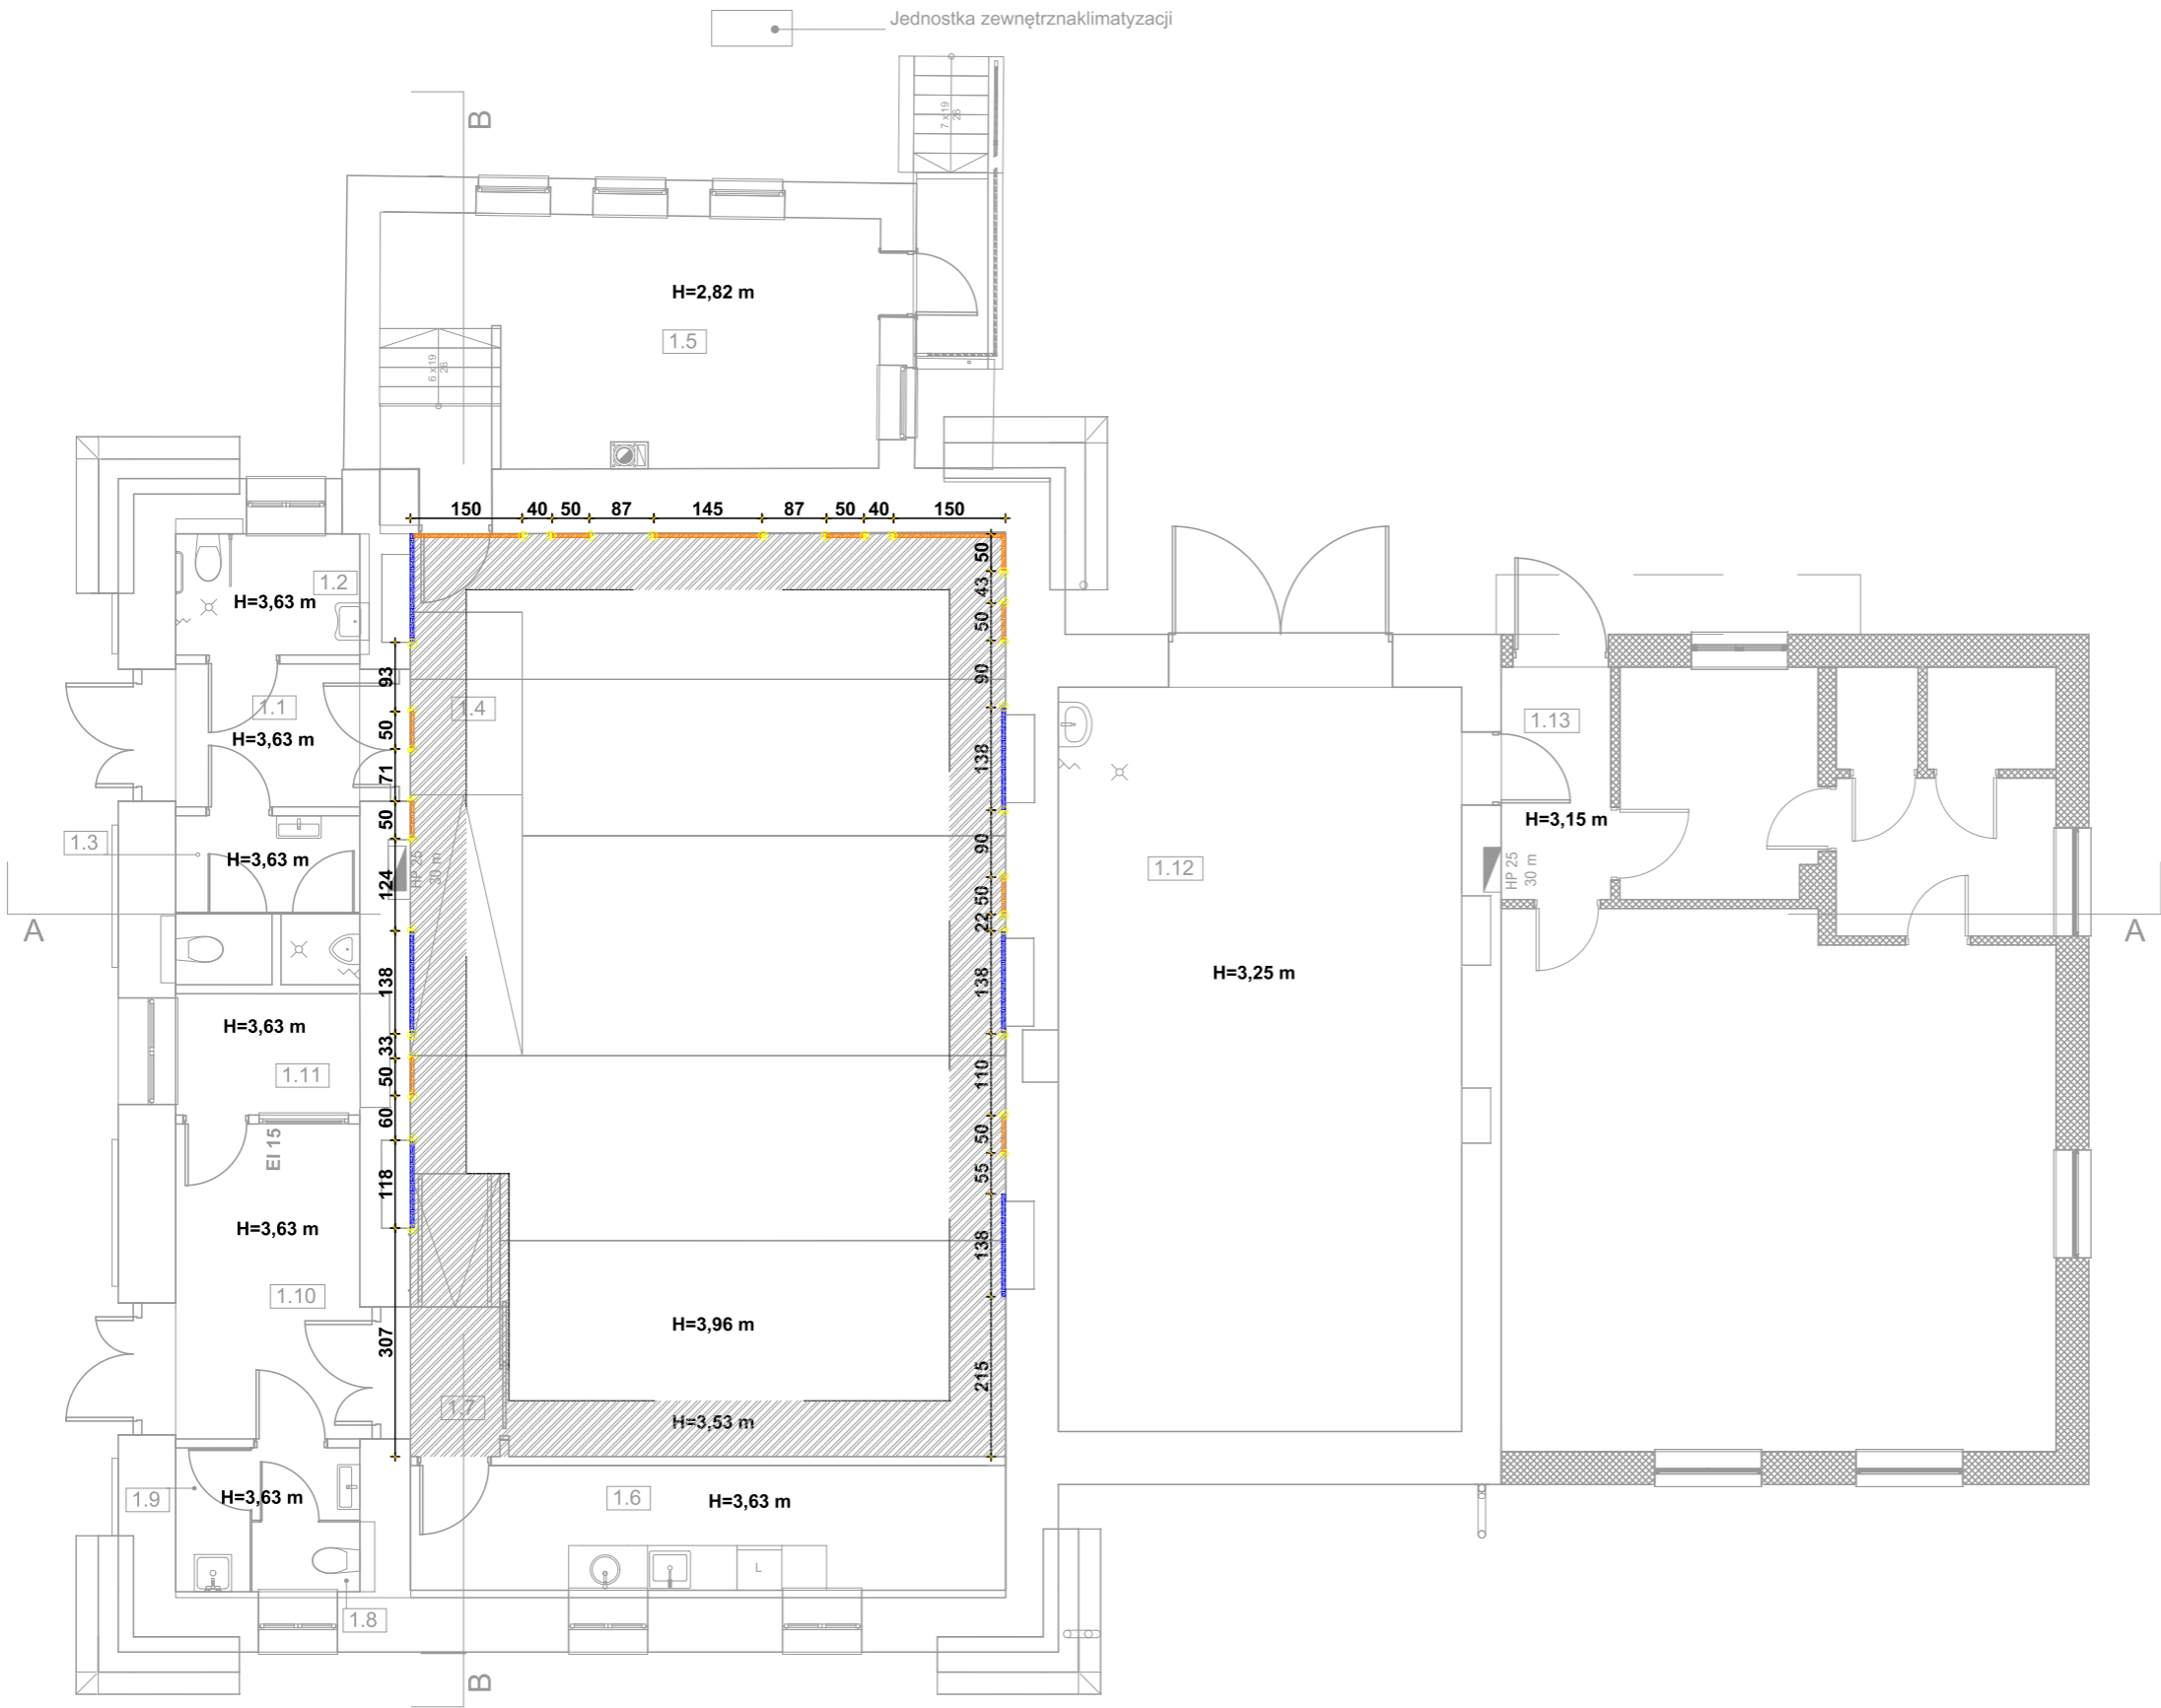 Jednostka zewnętrznaklimatyzacji
7 x 19
26
B
H=2,82 m
1.5
6 x 19
26
150 40 50 87 145 87 50 40 150
50 43 50 90 138 90 50 22 138 110 50 55 138 215
93 50 71 50 124 138 33 50 60 118 307
1.2
H=3,63 m
1.1
H=3,63 m
1.4
1.13
H=3,15 m
1.3
H=3,63 m
HP 25
30 m
1.12
HP 25
30 m
A
A
H=3,25 m
H=3,63 m
1.11
EI 15
H=3,63 m
1.10
H=3,96 m
1.7
H=3,53 m
1.9
H=3,63 m
1.6
H=3,63 m
L
1.8
B